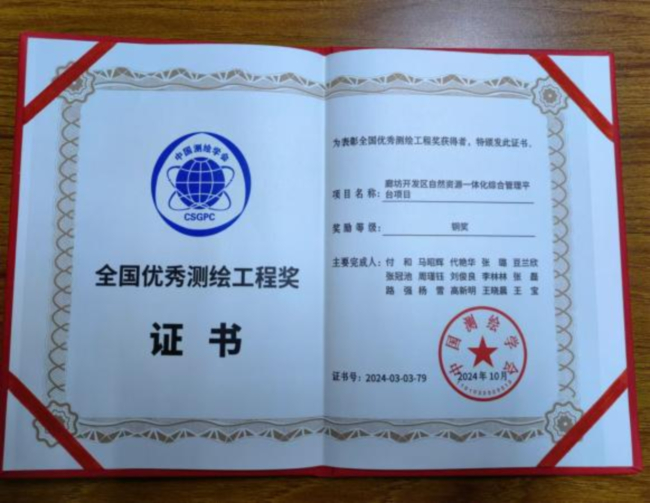 中国测绘学会
CSGPC
全国优秀测绘工程奖
证书
为表彰全国优秀测绘工程奖获得者，特颁发此证书。
项目名称：廊坊开发区自然资源一体化综合管理平
台项目
奖励等级：铜奖
主要完成人：付和 马昭辉 代艳华 张璐 亘兰欣
张冠池 周瑾钰 刘俊良 李林林 张磊
路强 杨雪 高新明 王晓晨 王宝
中国测绘学会
证书号：2024-03-03-79
2024年10月